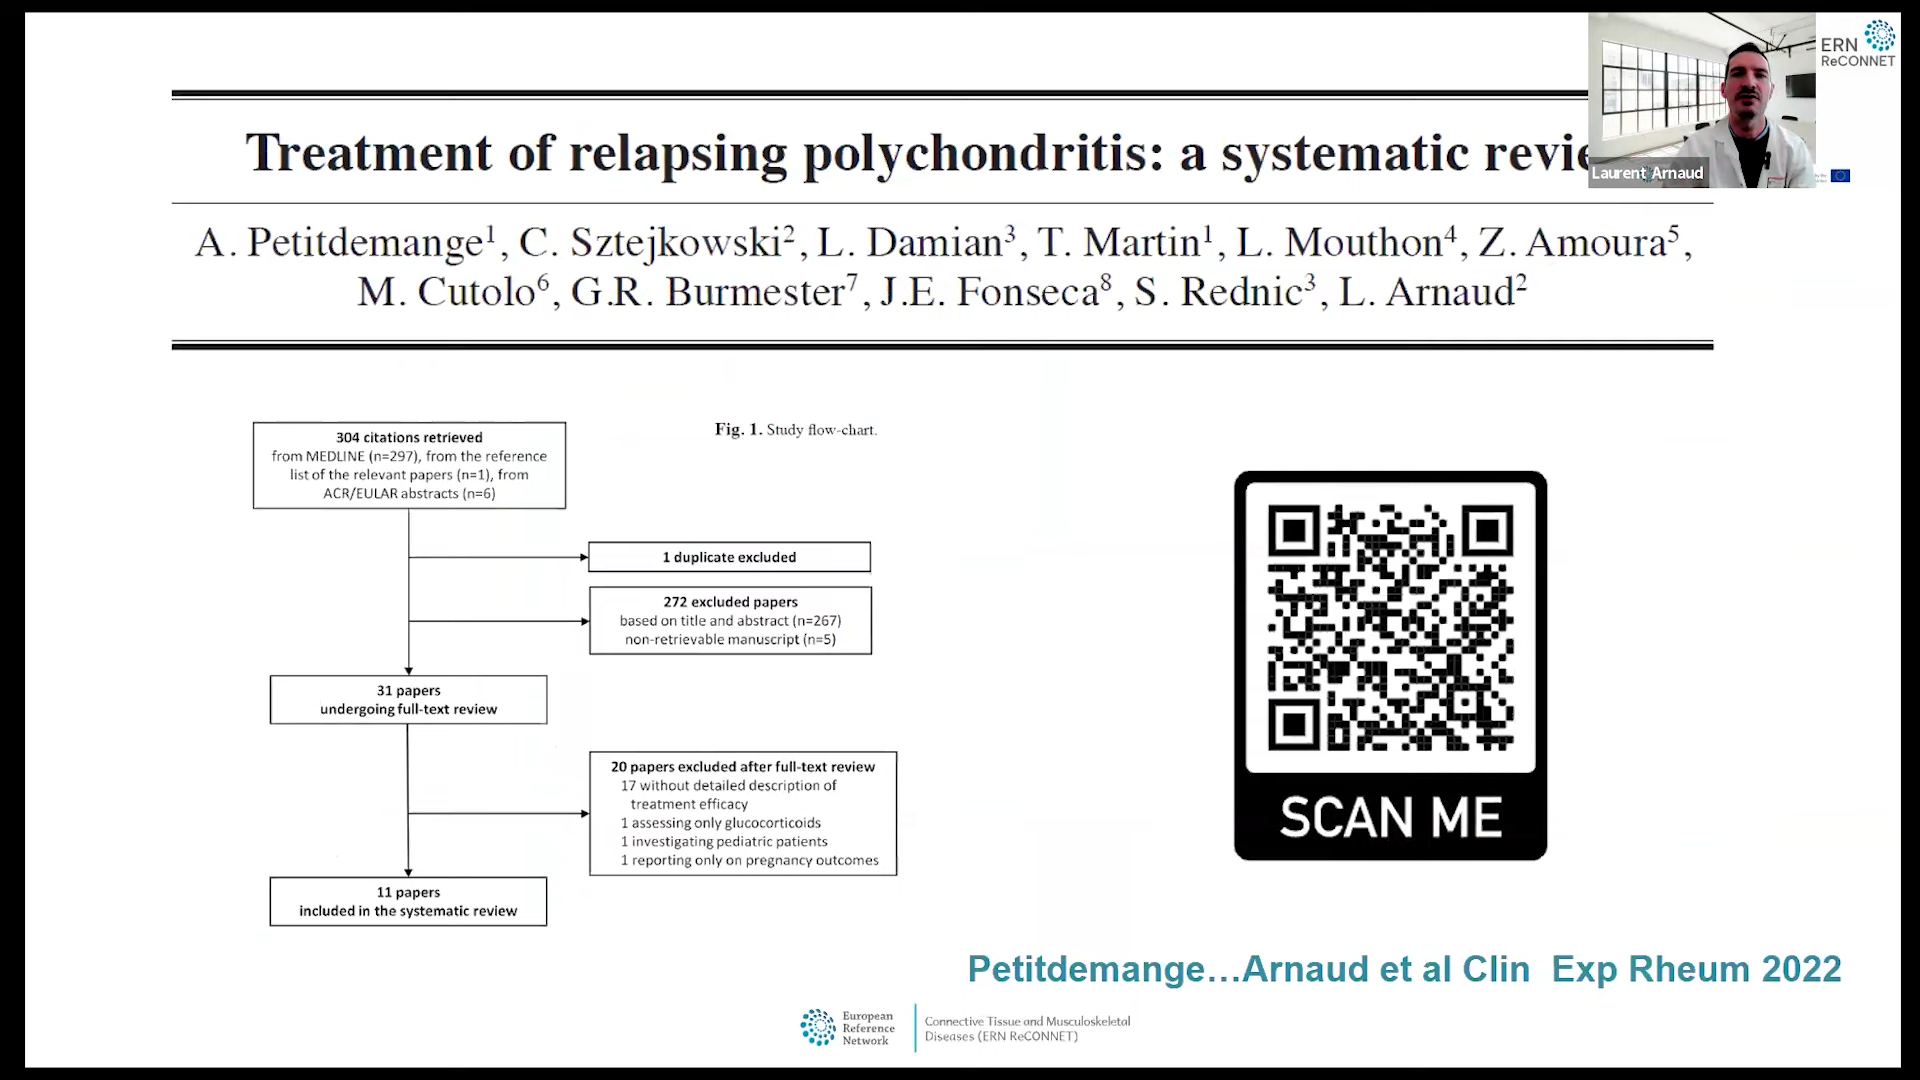 ERN
ReCONNET
Laurent Arnaud
Treatment of relapsing polychondritis: a systematic revie
A. Petitdemange1, C. Sztejkowski2, L. Damian3, T. Martin1, L. Mouthon4, Z. Amoura5,
M. Cutolo6, G.R. Burmester7, J.E. Fonseca8, S. Rednic3, L. Arnaud2
Fig. 1. Study flow-chart.
304 citations retrieved
from MEDLINE (n=297), from the reference
list of the relevant papers (n=1), from
ACR/EULAR abstracts (n=6)
1 duplicate excluded
272 excluded papers
based on title and abstract (n=267)
non-retrievable manuscript (n=5)
31 papers
undergoing full-text review
20 papers excluded after full-text review
17 without detailed description of
treatment efficacy
1 assessing only glucocorticoids
1 investigating pediatric patients
1 reporting only on pregnancy outcomes
11 papers
included in the systematic review
SCAN ME
Petitdemange…Arnaud et al Clin  Exp Rheum 2022
European
Reference
Network
Connective Tissue and Musculoskeletal
Diseases (ERN ReCONNET)